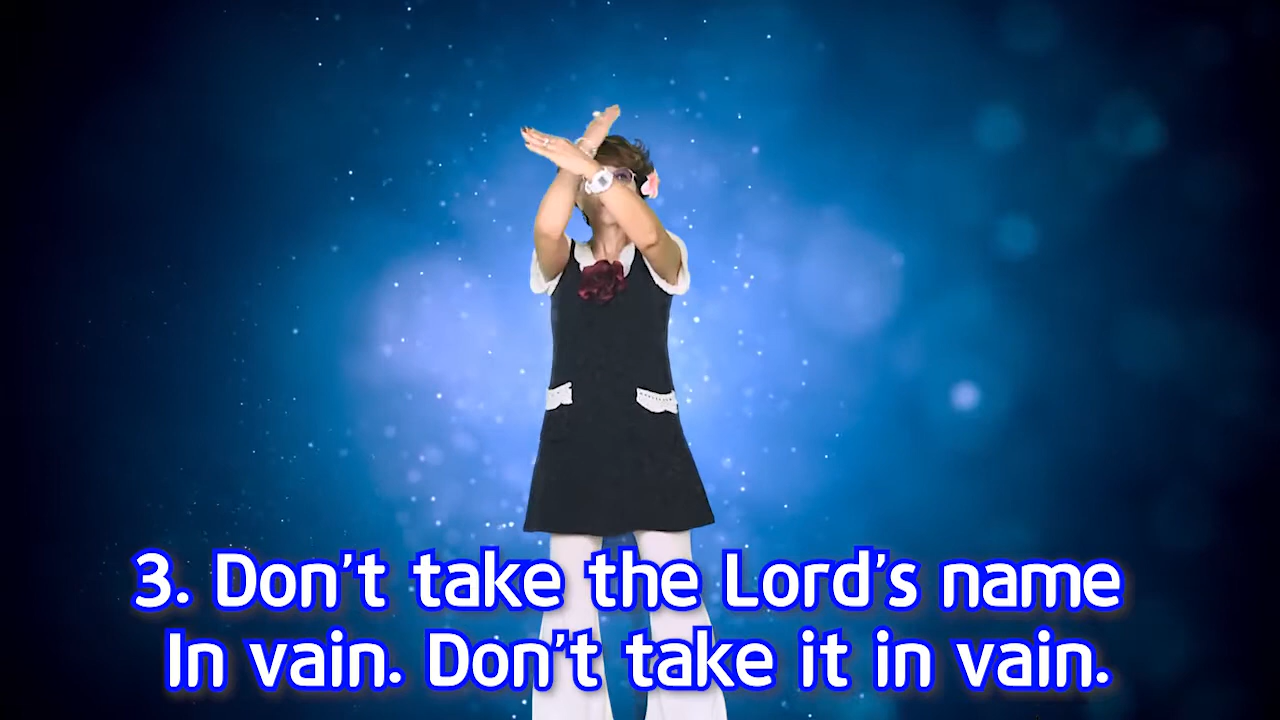 3. Don't take the Lord's name
In vain. Don't take it in vain.